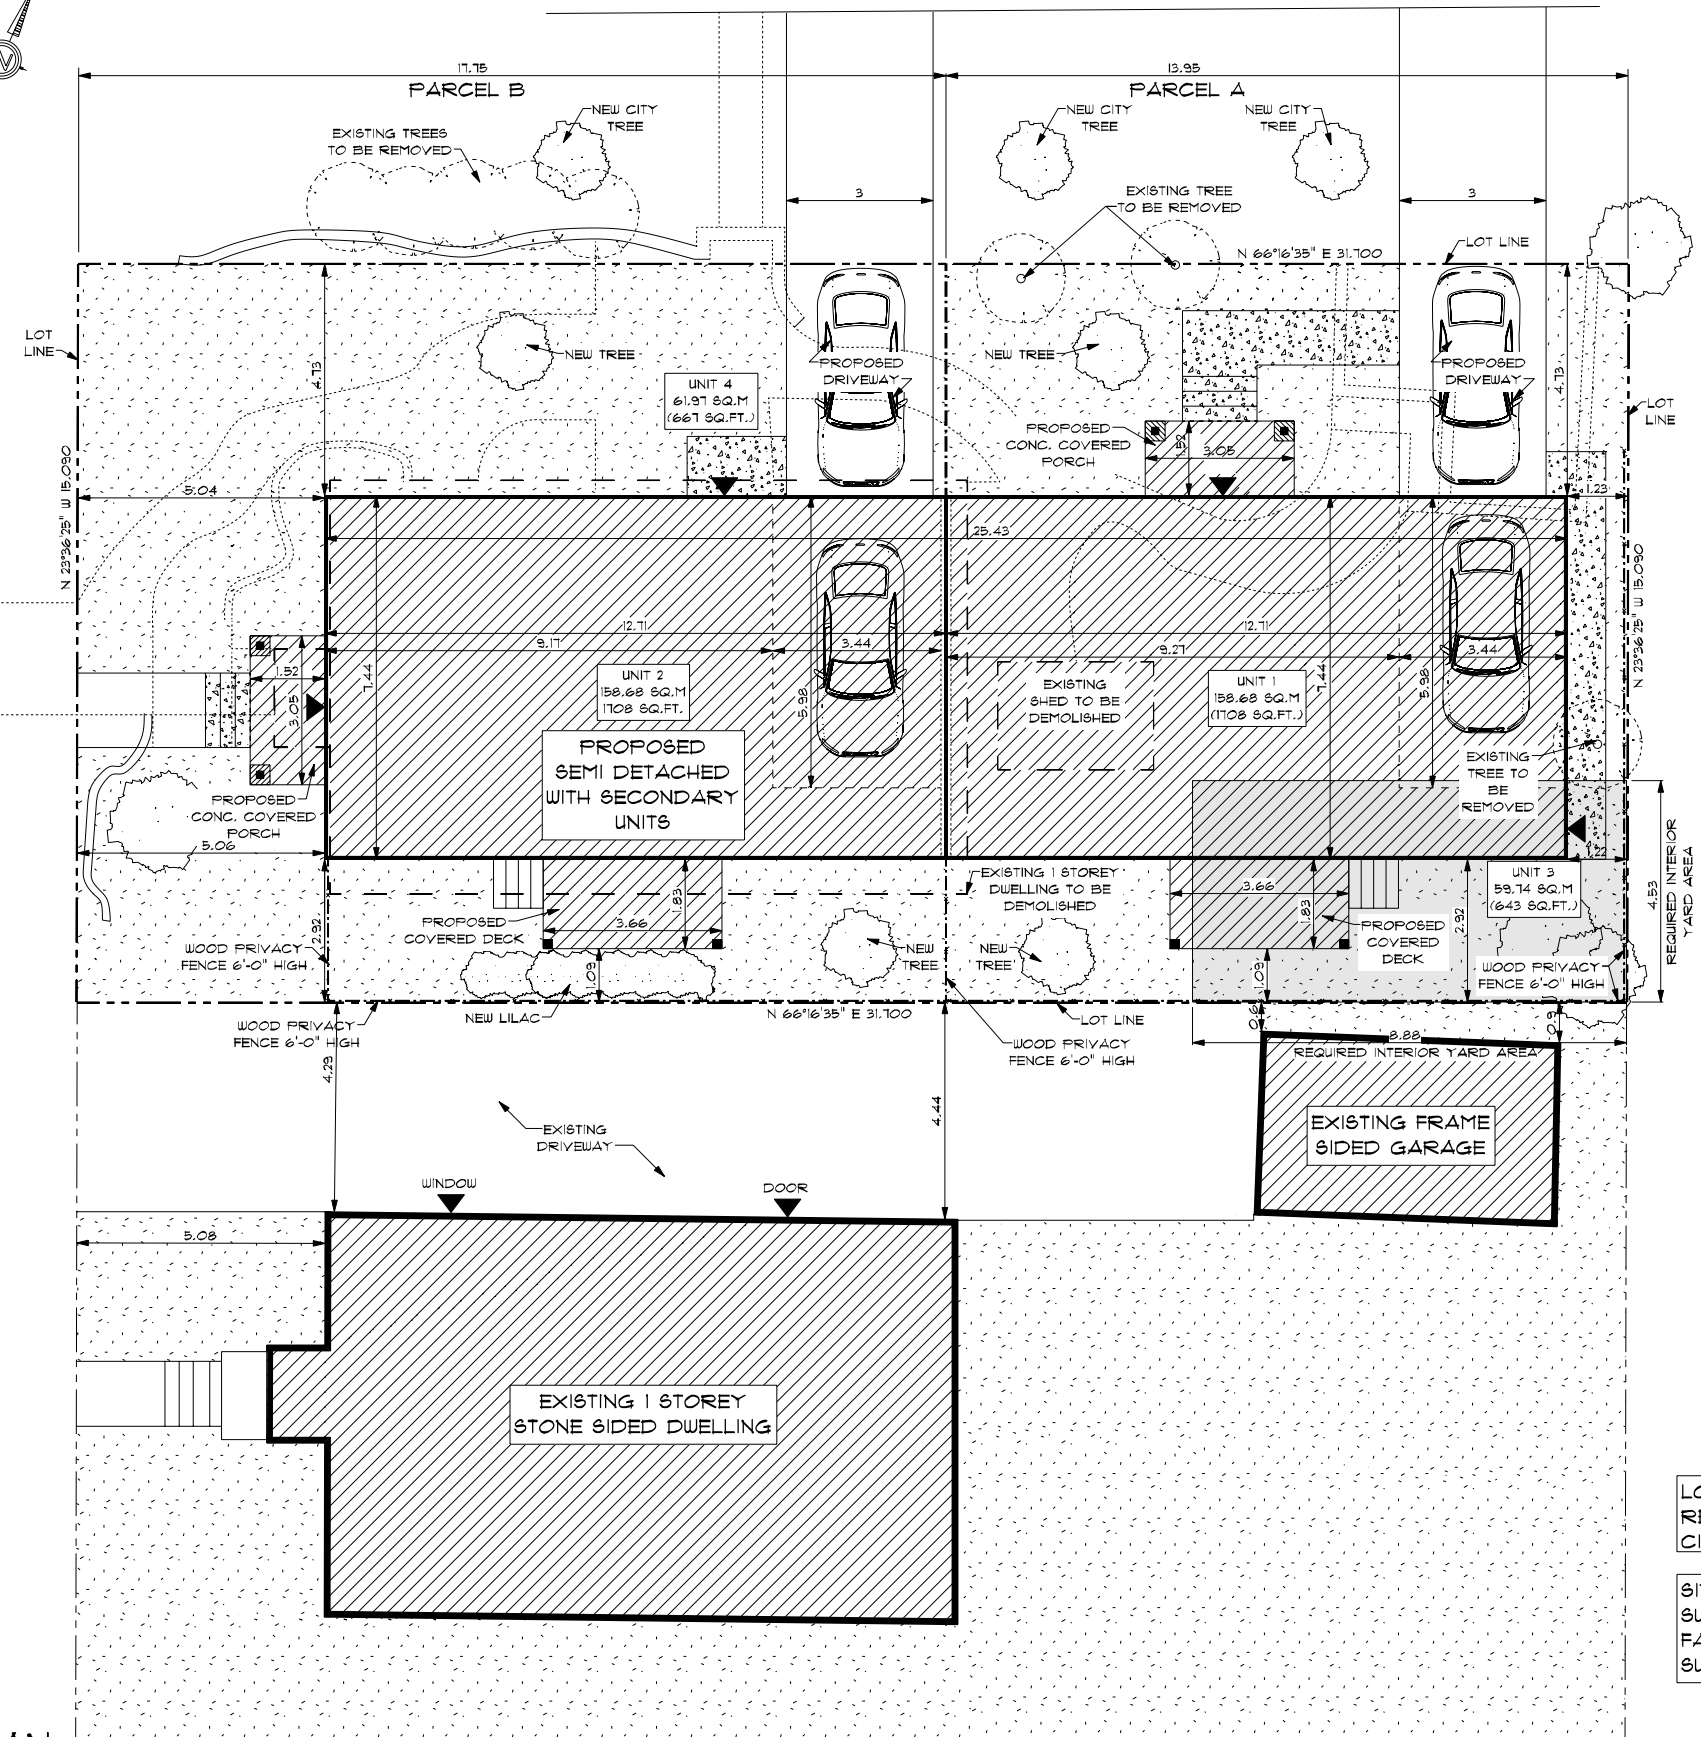 17.75
13.95
PARCEL B
PARCEL A
NEW CITY
TREE
NEW CITY
TREE
NEW CITY
TREE
EXISTING TREES
TO BE REMOVED
3
EXISTING TREE
TO BE REMOVED
3
LOT LINE
N 66°16'35" E 31.700
LOT
LINE
4.73
NEW TREE
NEW TREE
PROPOSED
DRIVEWAY
PROPOSED
DRIVEWAY
4.73
UNIT 4
61.97 SQ.M
(667 SQ.FT.)
LOT
LINE
PROPOSED
CONC. COVERED
PORCH
1.52
3.05
N 23°36'25" W 15.090
5.04
1.23
25.43
N 23°36'25" W 15.090
12.71
12.71
9.17
3.44
9.27
3.44
7.44
5.98
7.44
5.98
1.52
3.05
UNIT 2
158.68 SQ.M
1708 SQ.FT.
EXISTING
SHED TO BE
DEMOLISHED
UNIT 1
158.68 SQ.M
(1708 SQ.FT.)
PROPOSED
SEMI DETACHED
WITH SECONDARY
UNITS
EXISTING
TREE TO
BE
REMOVED
PROPOSED
CONC. COVERED
PORCH
5.06
1.22
EXISTING 1 STOREY
DWELLING TO BE
DEMOLISHED
UNIT 3
59.74 SQ.M
(643 SQ.FT.)
4.53
REQUIRED INTERIOR
YARD AREA
3.66
1.83
3.66
1.83
2.92
PROPOSED
COVERED DECK
PROPOSED
COVERED
DECK
2.92
WOOD PRIVACY
FENCE 6'-0" HIGH
NEW
TREE
NEW
TREE
WOOD PRIVACY
FENCE 6'-0" HIGH
1.09
1.09
NEW LILAC
N 66°16'35" E 31.700
LOT LINE
WOOD PRIVACY
FENCE 6'-0" HIGH
WOOD PRIVACY
FENCE 6'-0" HIGH
0.6
0.9
8.88
REQUIRED INTERIOR YARD AREA
4.29
4.44
EXISTING
DRIVEWAY
EXISTING FRAME
SIDED GARAGE
WINDOW
DOOR
5.08
EXISTING 1 STOREY
STONE SIDED DWELLING